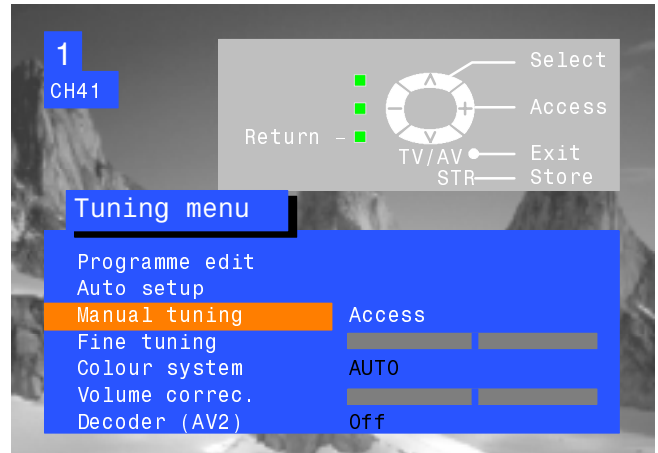 1
CH41
Select
Access
Return –
TV/AV Exit
STR Store
Tuning menu
Programme edit
Auto setup
Manual tuning Access
Fine tuning
Colour system AUTO
Volume correc.
Decoder (AV2) Off